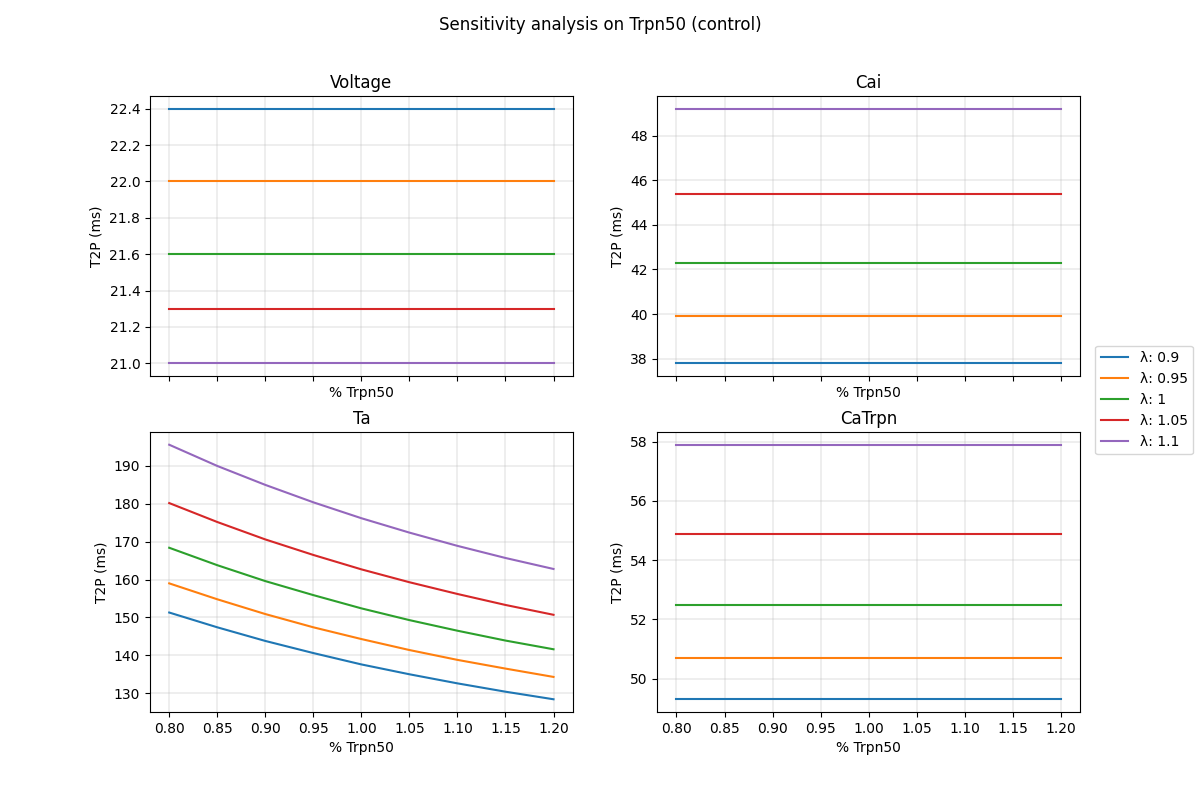 Sensitivity analysis on Trpn50 (control)
Voltage
T2P (ms)
22.4
22.2
22.0
21.8
21.6
21.4
21.2
21.0
% Trpn50
Cai
T2P (ms)
48
46
44
42
40
38
% Trpn50
λ: 0.9
λ: 0.95
λ: 1
λ: 1.05
λ: 1.1
Ta
T2P (ms)
190
180
170
160
150
140
130
0.80 0.85 0.90 0.95 1.00 1.05 1.10 1.15 1.20
% Trpn50
CaTrpn
T2P (ms)
58
56
54
52
50
0.80 0.85 0.90 0.95 1.00 1.05 1.10 1.15 1.20
% Trpn50